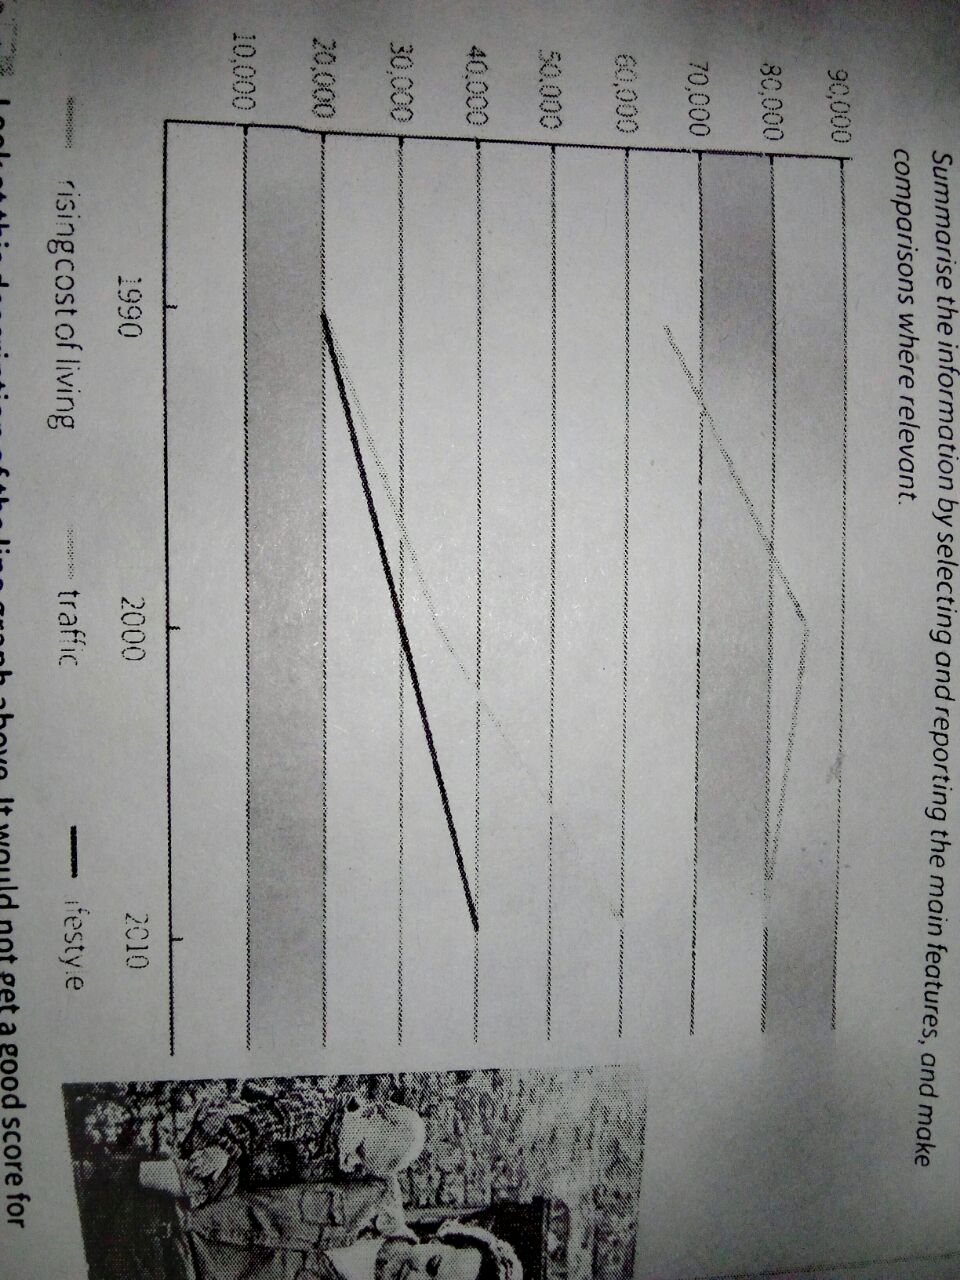 Summarise the information by selecting and reporting the main features, and make
comparisons where relevant.
90,000
80,000
70,000
60,000
50,000
40,000
30,000
20,000
10,000
1990 2000 2010
rising cost of living traffic lifestyle
Look at this description of the line graph above. It would not get a good score for